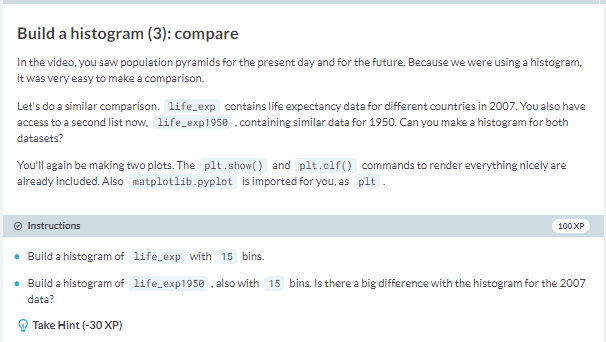 Build a histogram (3): compare
In the video, you saw population pyramids for the present day and for the future. Because we were using a histogram,
it was very easy to make a comparison.
Let's do a similar comparison. life_exp contains life expectancy data for different countries in 2007. You also have
access to a second list now, life_exp1950 , containing similar data for 1950. Can you make a histogram for both
datasets?
You'll again be making two plots. The plt.show() and plt.clf() commands to render everything nicely are
already included. Also matplotlib.pyplot is imported for you, as plt .
Instructions
100 XP
Build a histogram of life_exp with 15 bins.
Build a histogram of life_exp1950 , also with 15 bins. Is there a big difference with the histogram for the 2007
data?
Take Hint (-30 XP)